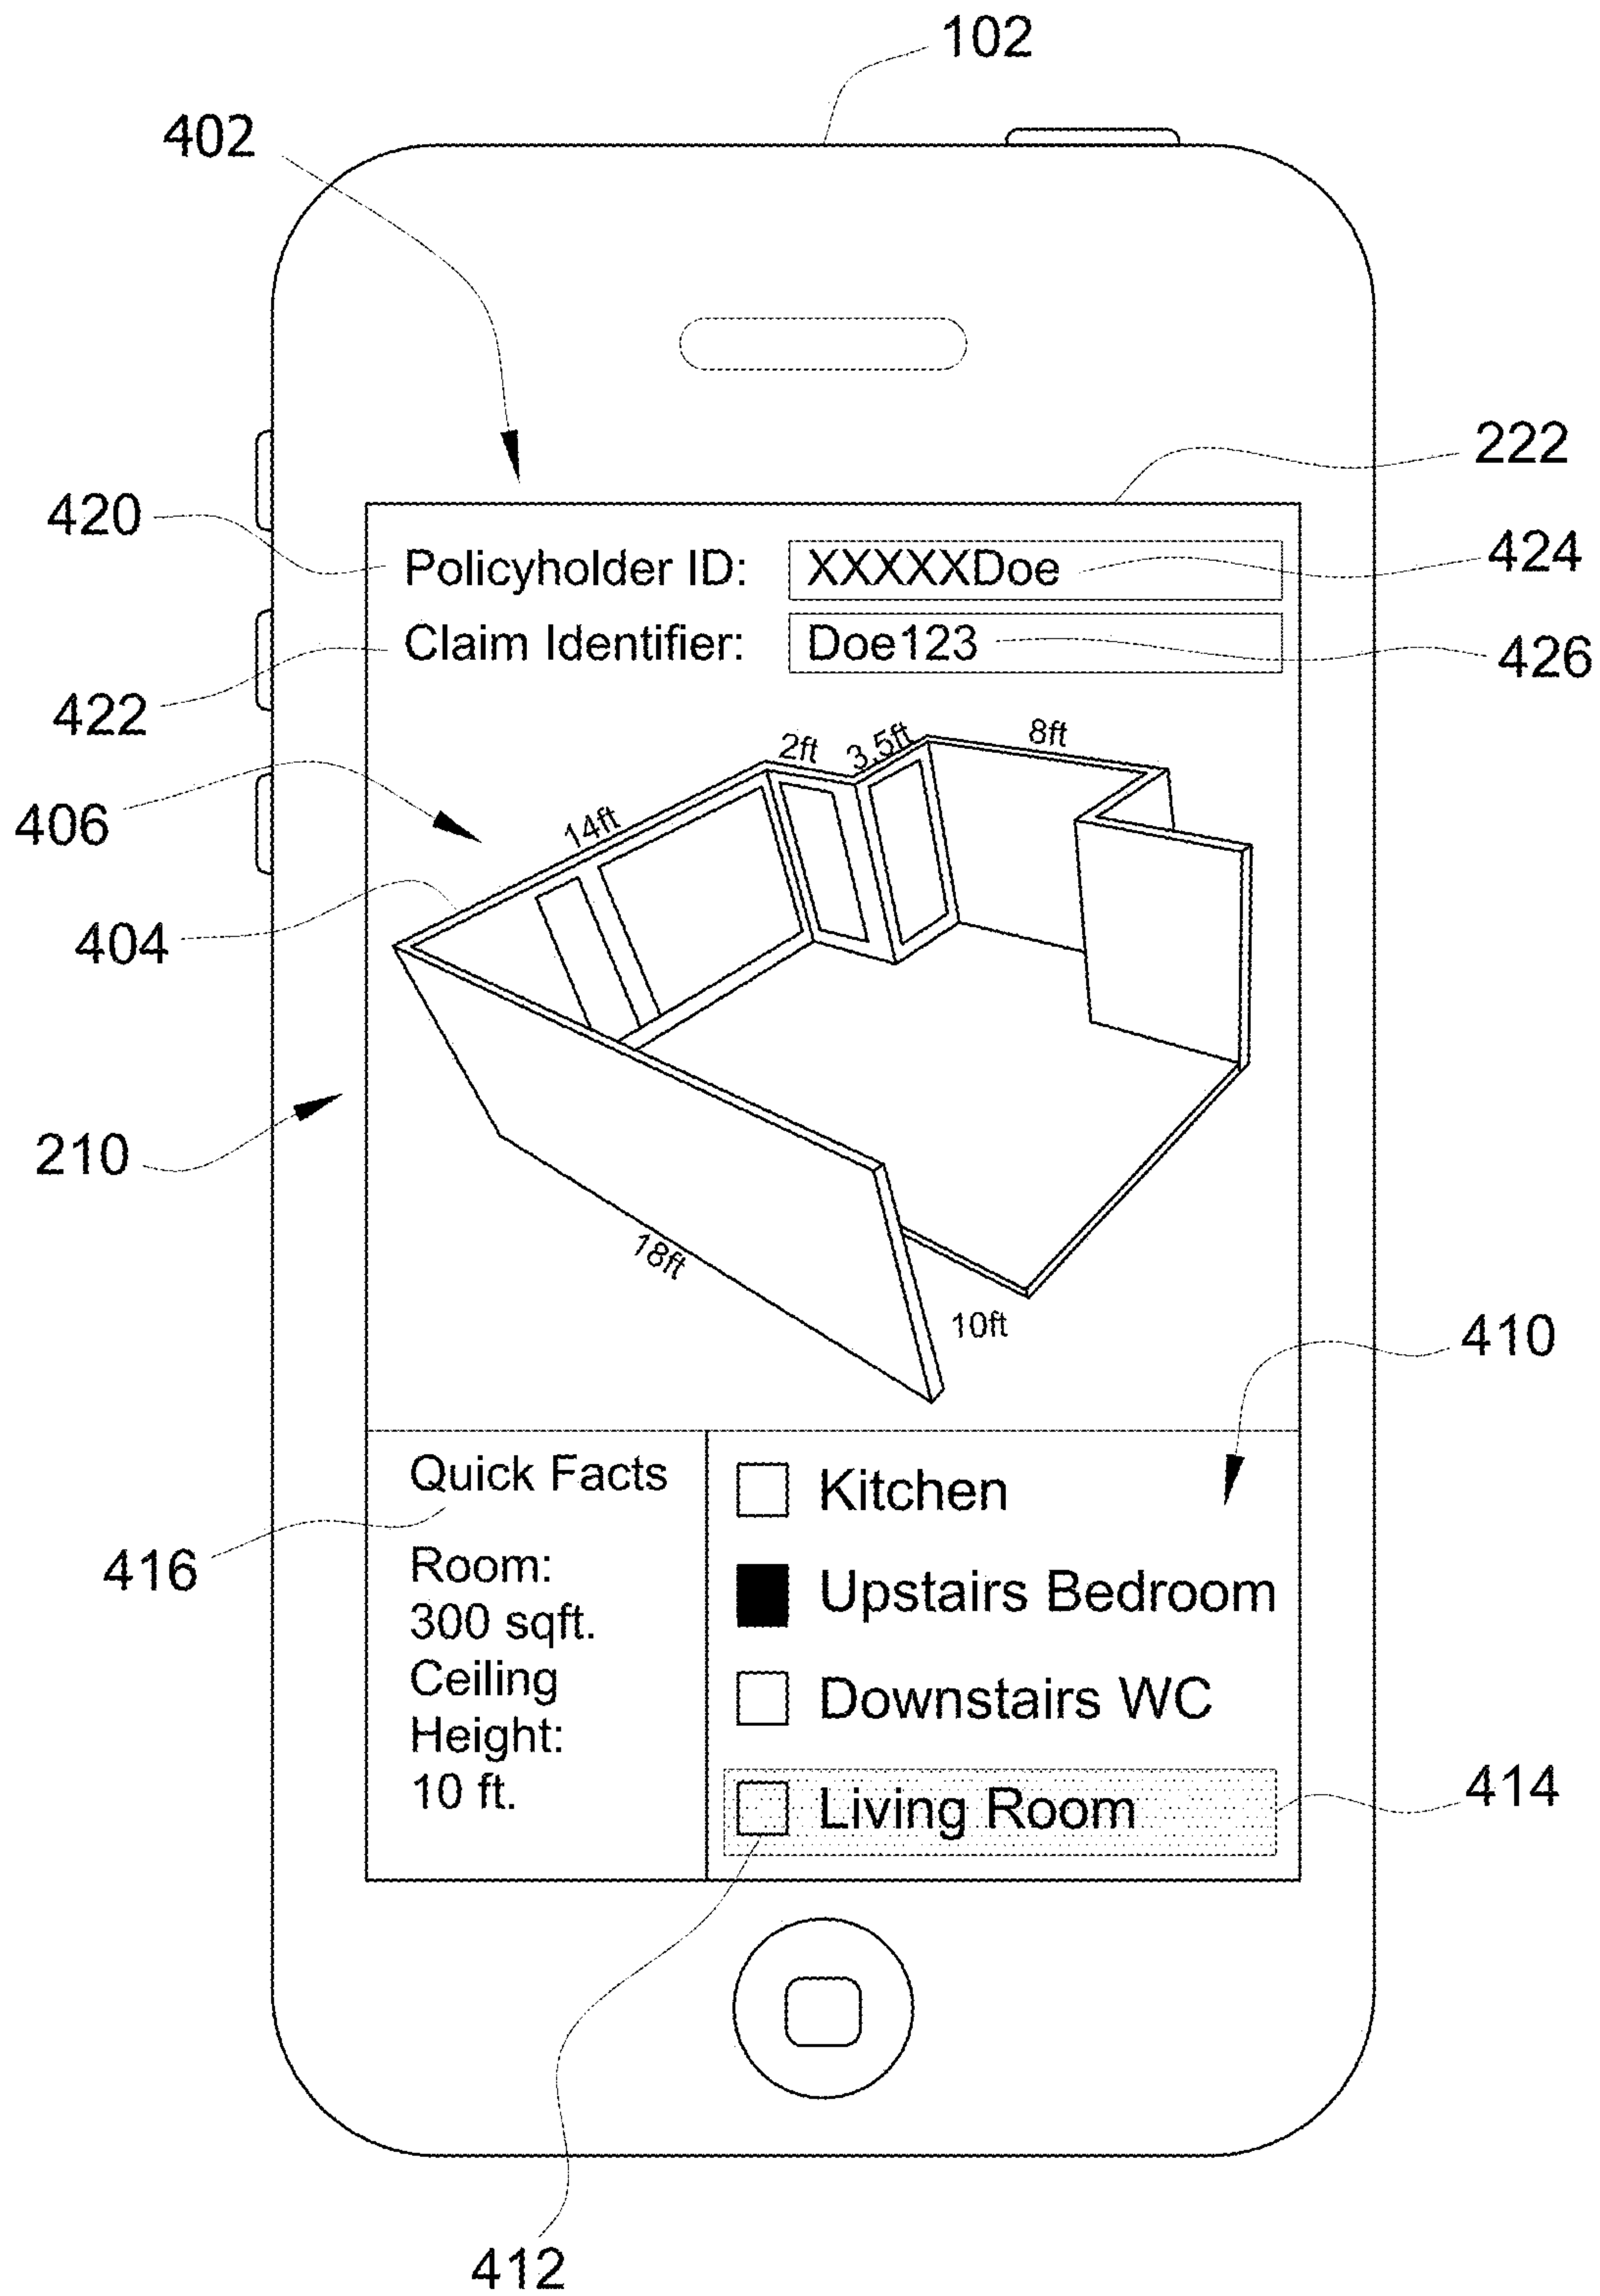 102
402
222
420
Policyholder ID:
XXXXXDoe
424
Claim Identifier:
Doe123
426
422
2ft
3.5ft
8ft
406
14ft
404
210
18ft
10ft
410
Quick Facts
416
Room:
300 sqft.
Ceiling
Height:
10 ft.
Kitchen
Upstairs Bedroom
Downstairs WC
Living Room
414
412